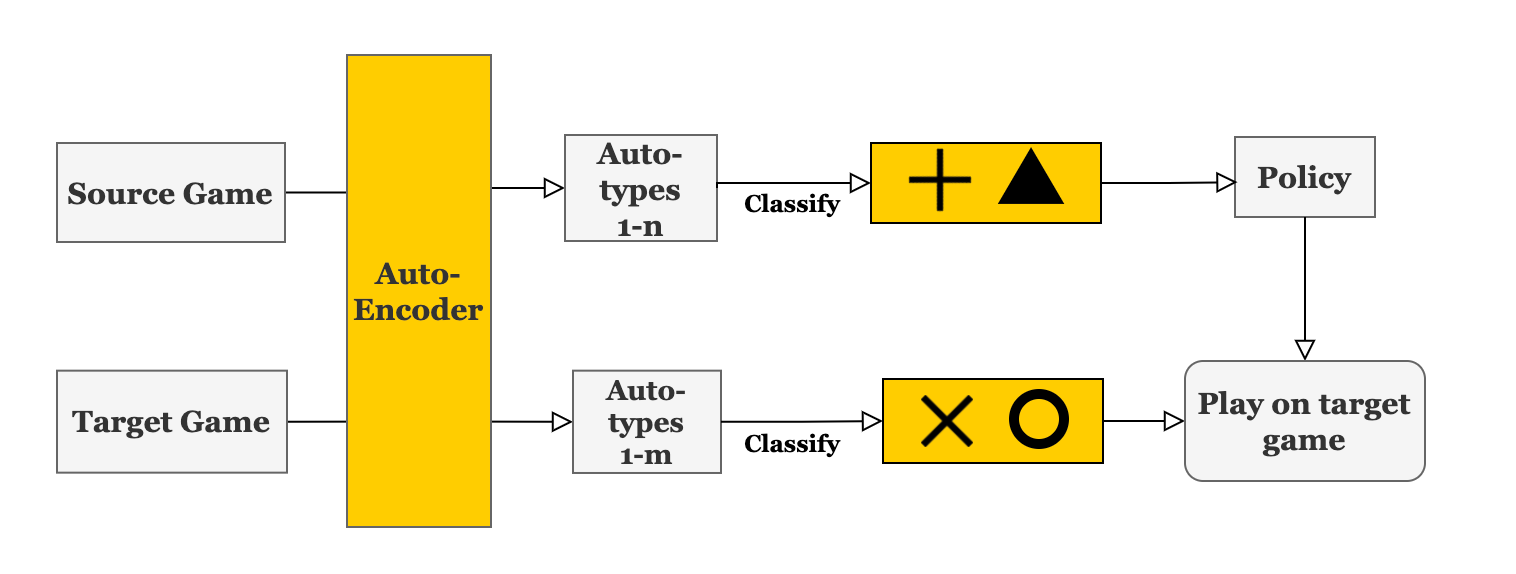 Source Game
Auto-
types
1-n
Classify
Policy
Auto-
Encoder
Target Game
Auto-
types
1-m
Classify
Play on target
game